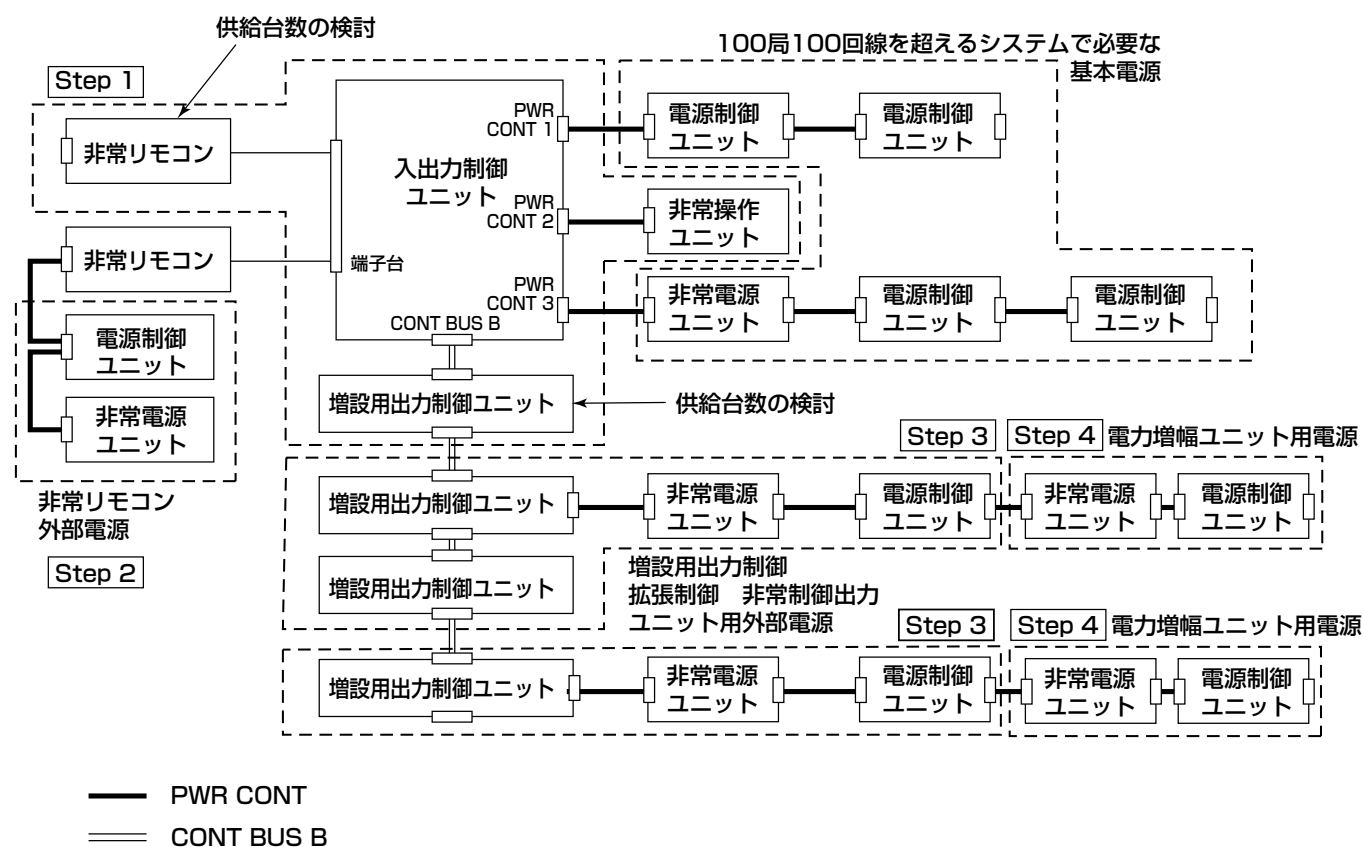 供給台数の検討
100局100回線を超えるシステムで必要な
基本電源
Step 1
非常リモコン
入出力制御
ユニット
PWR
CONT 1
電源制御
ユニット
電源制御
ユニット
PWR
CONT 2
非常操作
ユニット
非常リモコン
端子台
PWR
CONT 3
非常電源
ユニット
電源制御
ユニット
電源制御
ユニット
CONT BUS B
電源制御
ユニット
非常電源
ユニット
非常リモコン
外部電源
Step 2
増設用出力制御ユニット
供給台数の検討
Step 3
Step 4 電力増幅ユニット用電源
増設用出力制御ユニット
非常電源
ユニット
電源制御
ユニット
非常電源
ユニット
電源制御
ユニット
増設用出力制御ユニット
増設用出力制御
拡張制御 非常制御出力
ユニット用外部電源
Step 3
Step 4 電力増幅ユニット用電源
増設用出力制御ユニット
非常電源
ユニット
電源制御
ユニット
非常電源
ユニット
電源制御
ユニット
PWR CONT
CONT BUS B